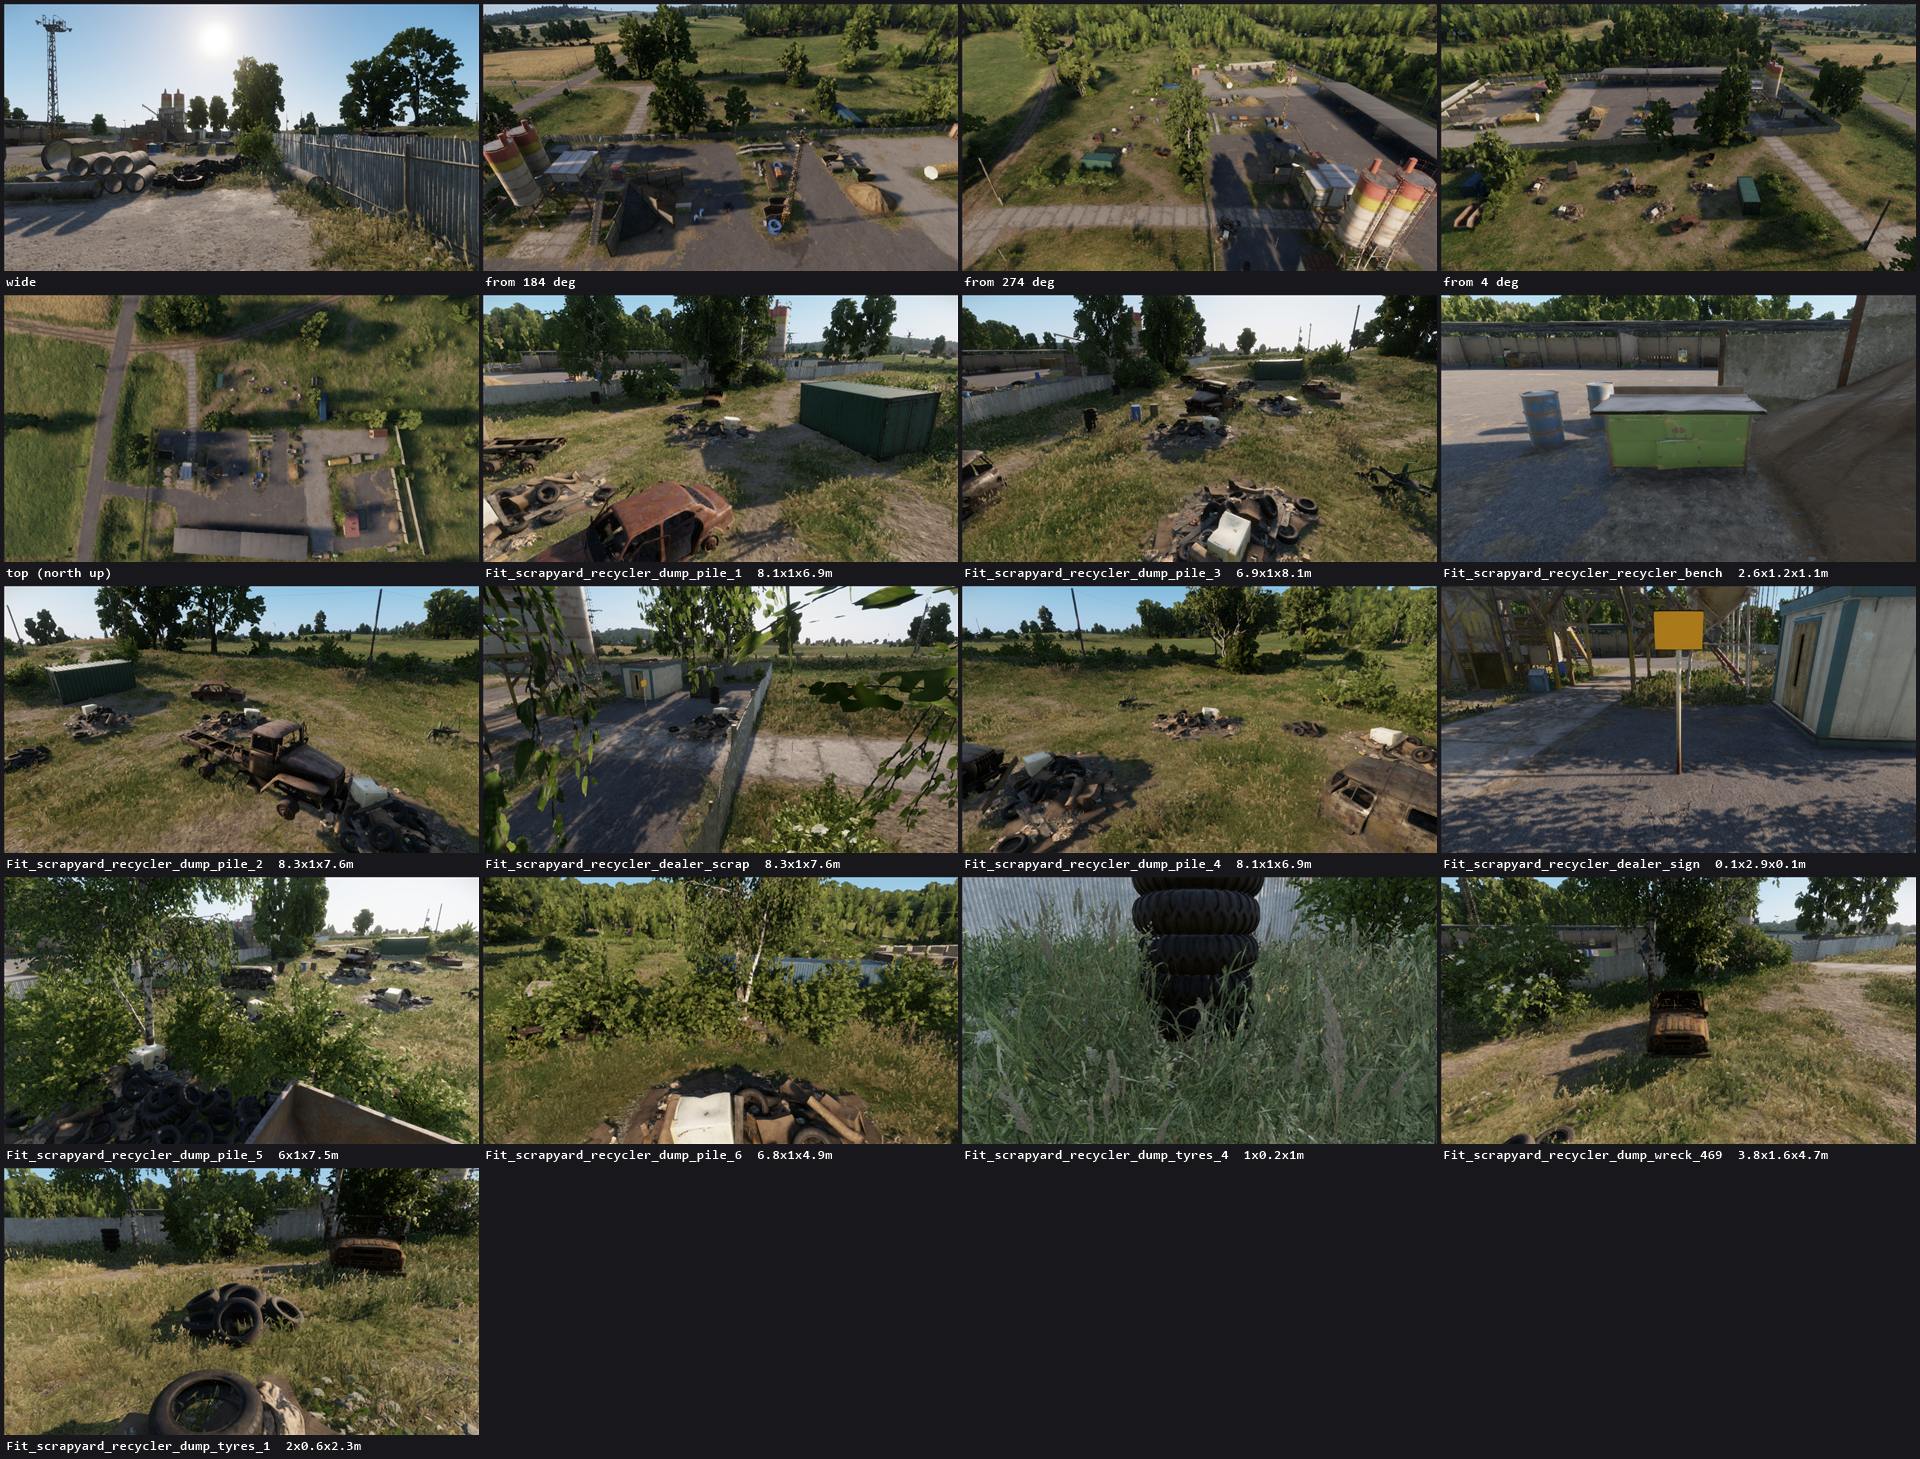 wide
from 184 deg
from 274 deg
from 4 deg
top (north up)
Fit_scrapyard_recycler_dump_pile_1 8.1x1x6.9m
Fit_scrapyard_recycler_dump_pile_3 6.9x1x8.1m
Fit_scrapyard_recycler_recycler_bench 2.6x1.2x1.1m
Fit_scrapyard_recycler_dump_pile_2 8.3x1x7.6m
Fit_scrapyard_recycler_dealer_scrap 8.3x1x7.6m
Fit_scrapyard_recycler_dump_pile_4 8.1x1x6.9m
Fit_scrapyard_recycler_dealer_sign 0.1x2.9x0.1m
Fit_scrapyard_recycler_dump_pile_5 6x1x7.5m
Fit_scrapyard_recycler_dump_pile_6 6.8x1x4.9m
Fit_scrapyard_recycler_dump_tyres_4 1x0.2x1m
Fit_scrapyard_recycler_dump_wreck_469 3.8x1.6x4.7m
Fit_scrapyard_recycler_dump_tyres_1 2x0.6x2.3m